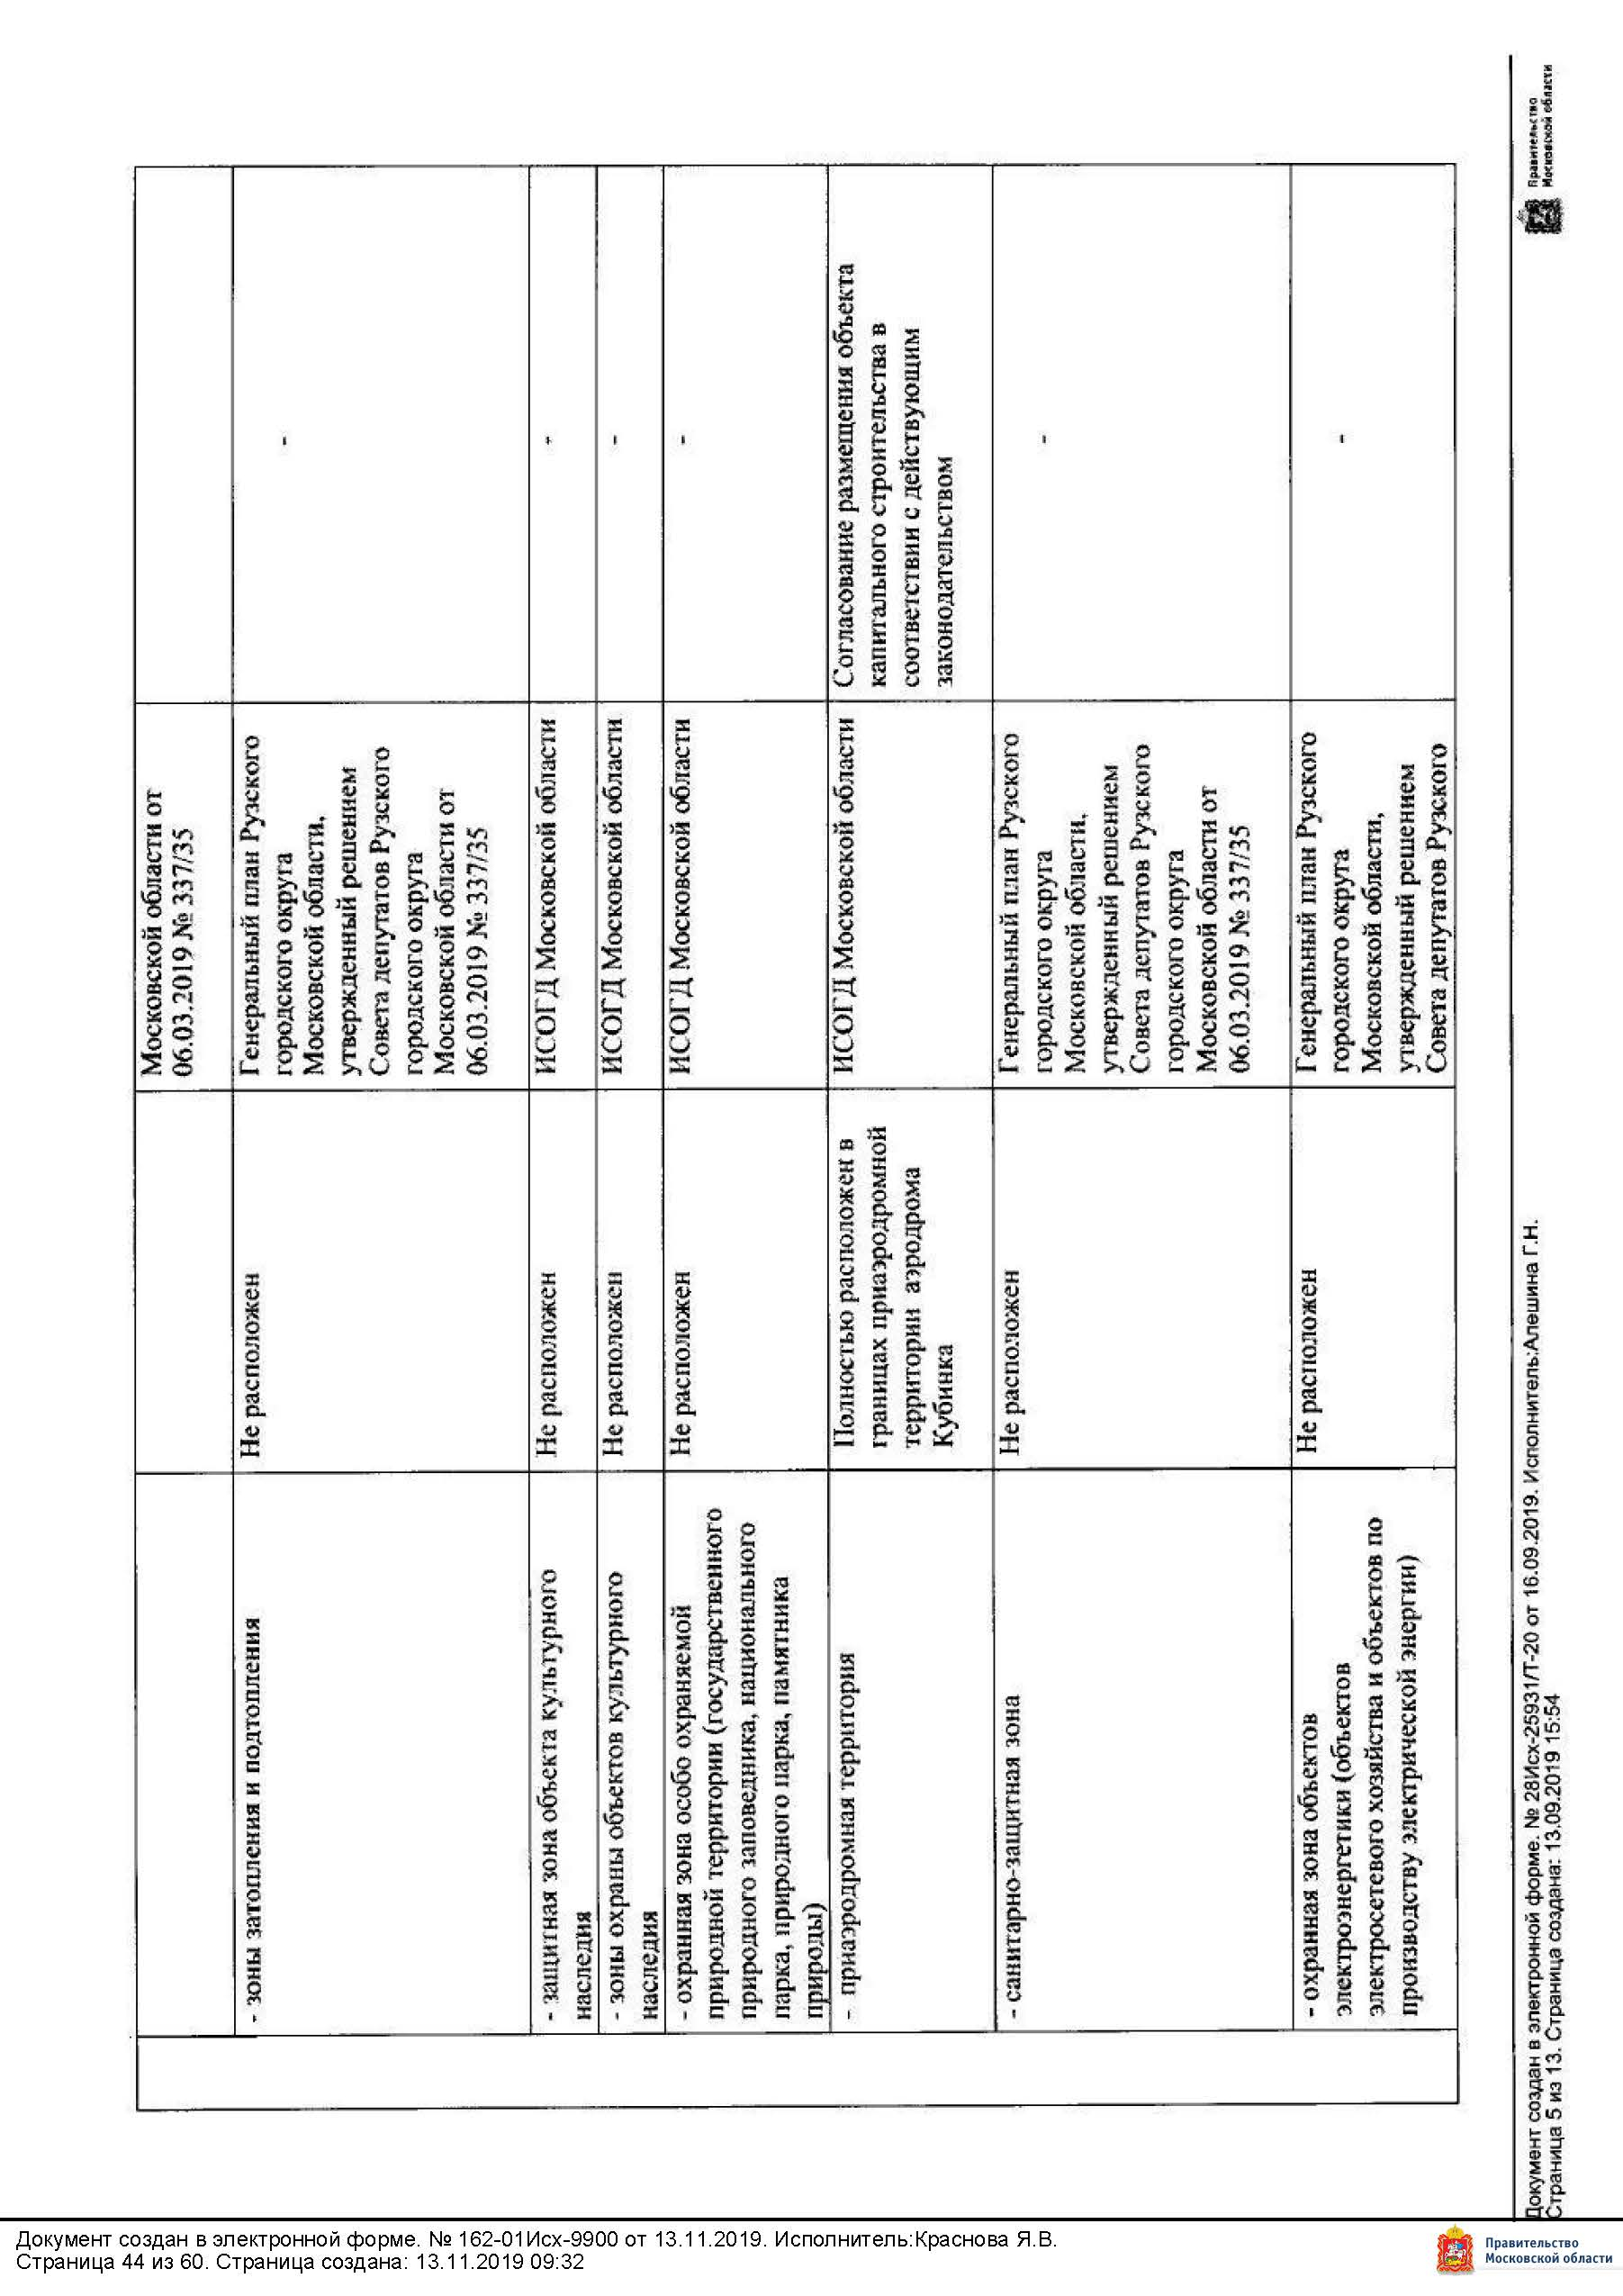 Московской области от
06.03.2019 № 337/35
- зоны затопления и подтопления
Не расположен
Генеральный план Рузского
городского округа
Московской области,
утвержденный решением
Совета депутатов Рузского
городского округа
Московской области от
06.03.2019 № 337/35
-
- защитная зона объекта культурного
наследия
Не расположен
ИСОГД Московской области
-
- зоны охраны объектов культурного
наследия
Не расположен
ИСОГД Московской области
-
- охранная зона особо охраняемой
природной территории (государственного
природного заповедника, национального
парка, природного парка, памятника
природы)
Не расположен
ИСОГД Московской области
-
- приаэродромная территория
Полностью расположен в
границах приаэродромной
территории аэродрома
Кубинка
ИСОГД Московской области
Согласование размещения объекта
капитального строительства в
соответствии с действующим
законодательством
- санитарно-защитная зона
Не расположен
Генеральный план Рузского
городского округа
Московской области,
утвержденный решением
Совета депутатов Рузского
городского округа
Московской области от
06.03.2019 № 337/35
-
- охранная зона объектов
электроэнергетики (объектов
электросетевого хозяйства и объектов по
производству электрической энергии)
Не расположен
Генеральный план Рузского
городского округа
Московской области,
утвержденный решением
Совета депутатов Рузского
-
Документ создан в электронной форме. № 28Исх-25931/Т-20 от 16.09.2019. Исполнитель:Алешина Г.Н.
Страница 5 из 13. Страница создана: 13.09.2019 15:54
Правительство
Московской области
Документ создан в электронной форме. № 162-01Исх-9900 от 13.11.2019. Исполнитель:Краснова Я.В.
Страница 44 из 60. Страница создана: 13.11.2019 09:32
Правительство
Московской области